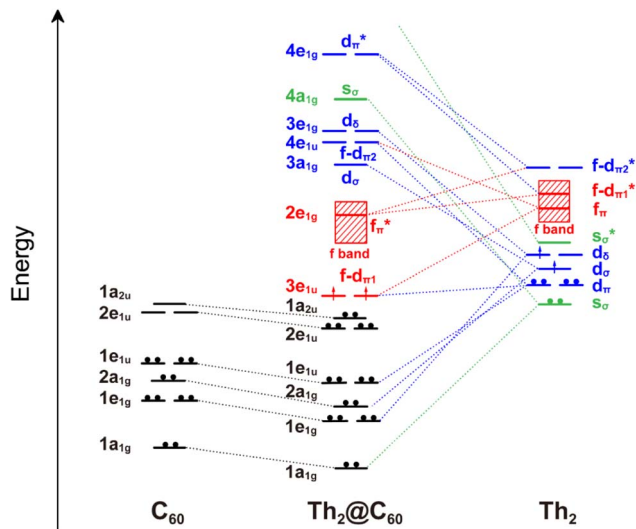 Energy
4e1g
dπ*
4a1g
sσ
3e1g
dδ
4e1u
f-dπ2
3a1g
dσ
2e1g
fπ*
f band
3e1u
f-dπ1
1a2u
2e1u
1e1u
2a1g
1e1g
1a1g
1a2u
2e1u
1e1u
2a1g
1e1g
1a1g
f-dπ2*
f-dπ1*
fπ
f band
sσ*
dδ
dσ
dπ
sσ
C60
Th2@C60
Th2